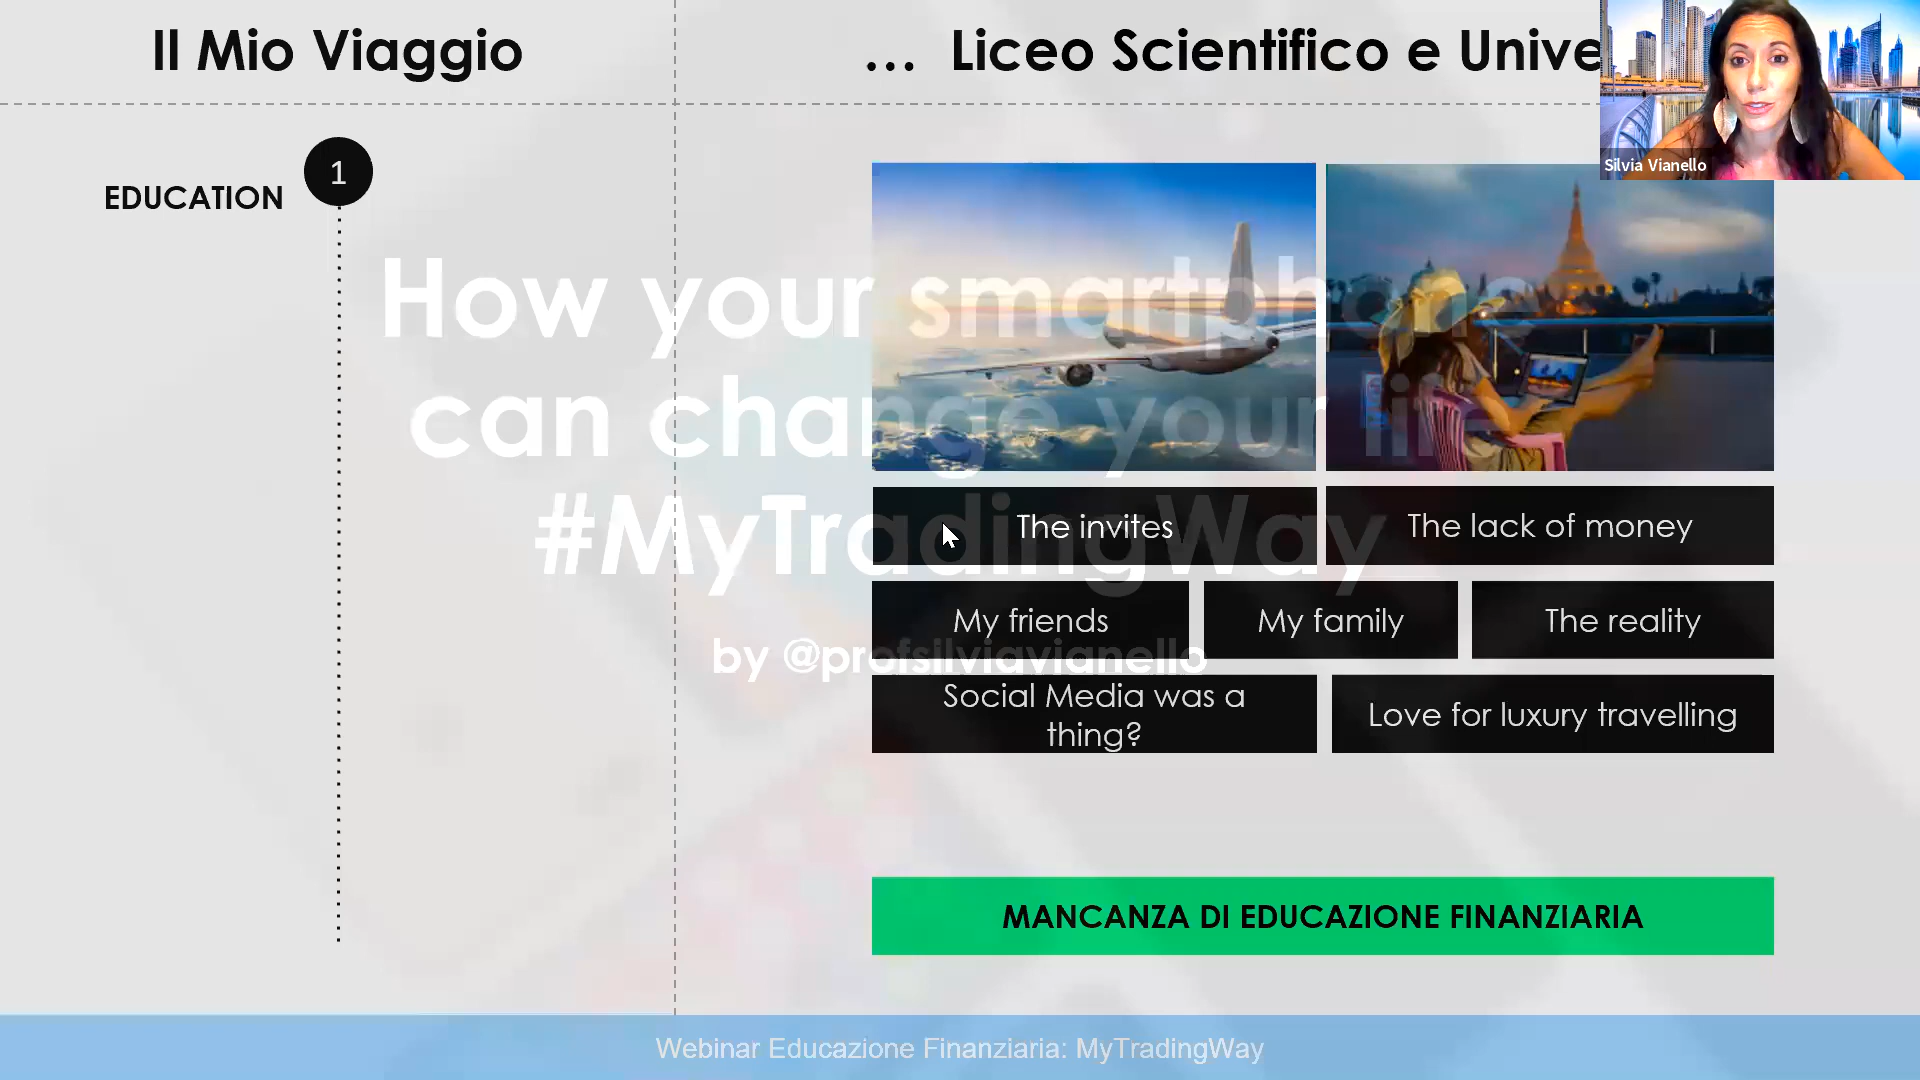 Il Mio Viaggio
... Liceo Scientifico e Unive
Silvia Vianello
1
EDUCATION
How your smartphone
can change your life
#MyTradingWay
by @profsilviavianello
The invites
The lack of money
My friends
My family
The reality
Social Media was a
thing?
Love for luxury travelling
MANCANZA DI EDUCAZIONE FINANZIARIA
Webinar Educazione Finanziaria: MyTradingWay